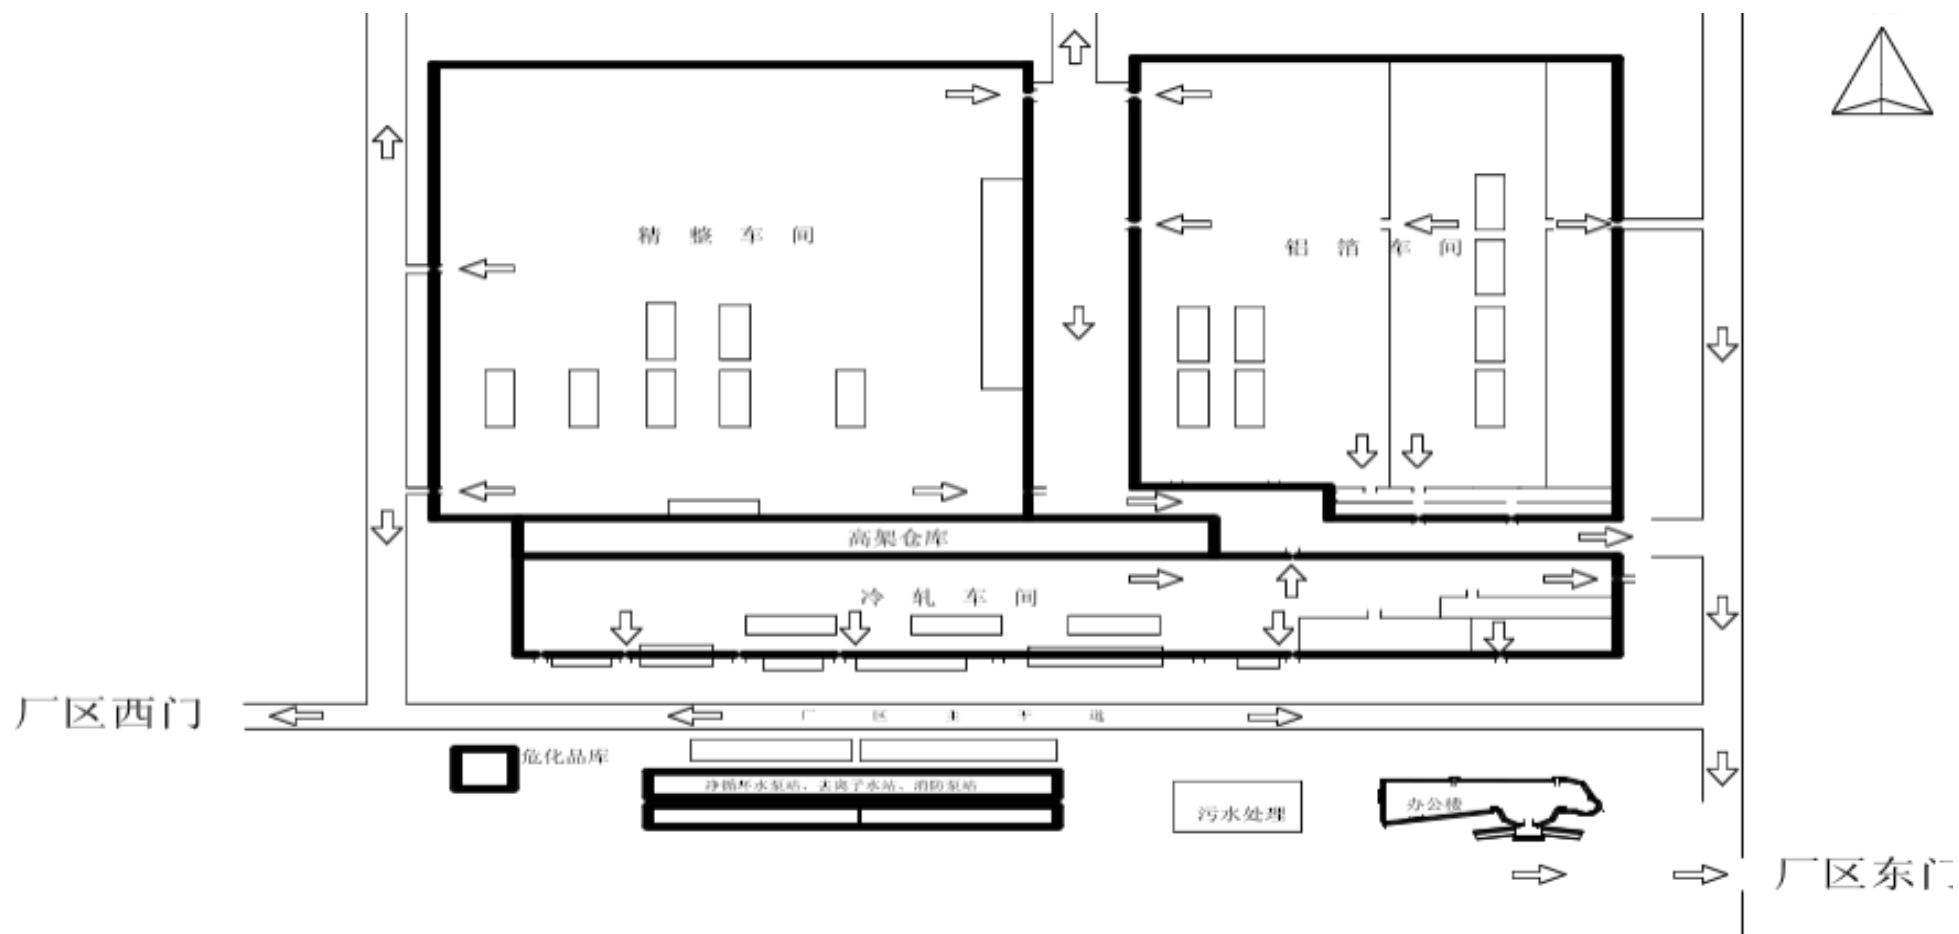 精整车间
铝箔车间
高架仓库
冷轧车间
厂区西门
厂区主干道
危化品库
净循环水泵站、去离子水站、消防泵站
污水处理
办公楼
厂区东门